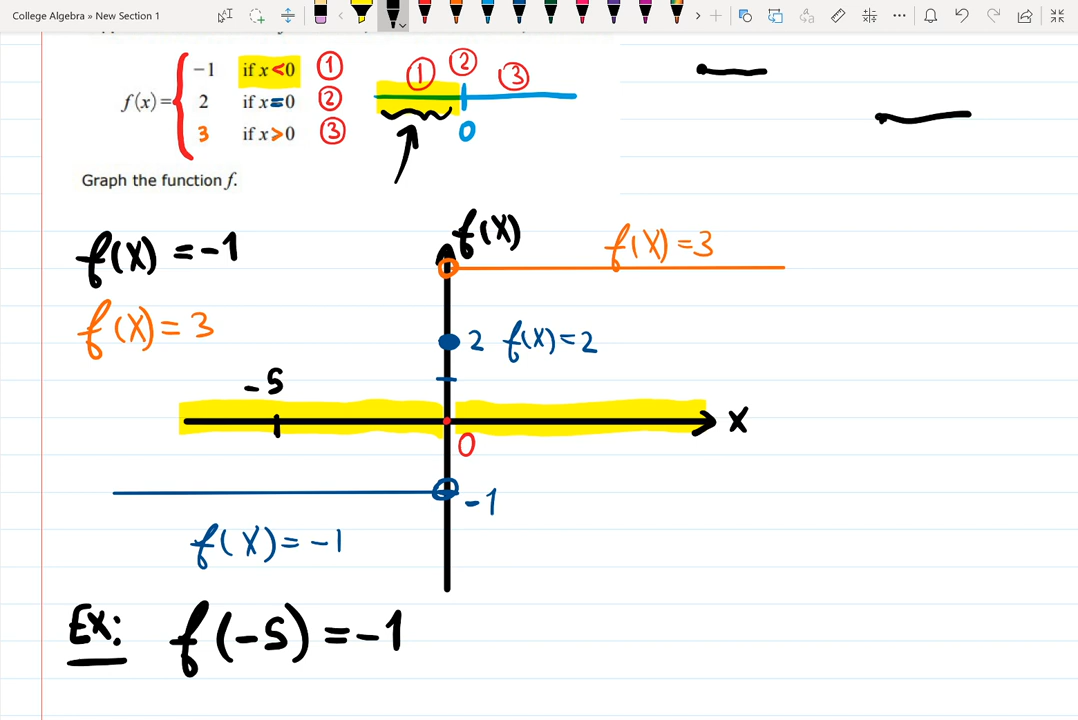 College Algebra » New Section 1
f(x) = { -1 if x<0 ①
2 if x=0 ②
3 if x>0 ③
① ② ③
0
Graph the function f.
f(x) = -1
f(x) = 3
f(x)
f(x) = 3
2 f(x) = 2
-5
x
0
-1
f(x) = -1
Ex: f(-5) = -1